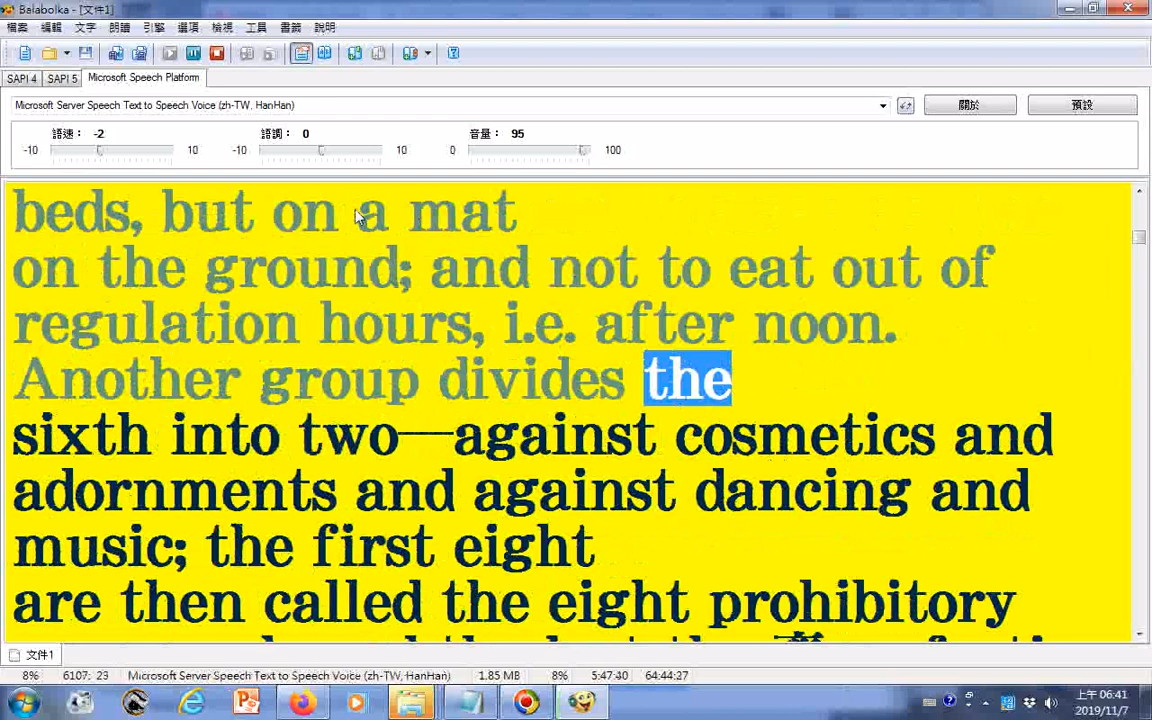 Balabolka - [文件1]
檔案 編輯 文字 朗讀 引擎 選項 檢視 工具 書籤 說明
SAPI 4 SAPI 5 Microsoft Speech Platform
Microsoft Server Speech Text to Speech Voice (zh-TW, HanHan) 關於 預設
語速： -2 語調： 0 音量： 95
-10 10 -10 10 0 100
beds, but on a mat
on the ground; and not to eat out of
regulation hours, i.e. after noon.
Another group divides the
sixth into two—against cosmetics and
adornments and against dancing and
music; the first eight
are then called the eight prohibitory
文件1
8% 6107: 23 Microsoft Server Speech Text to Speech Voice (zh-TW, HanHan) 1.85 MB 8% 5:47:40 64:44:27
上午 06:41
2019/11/7